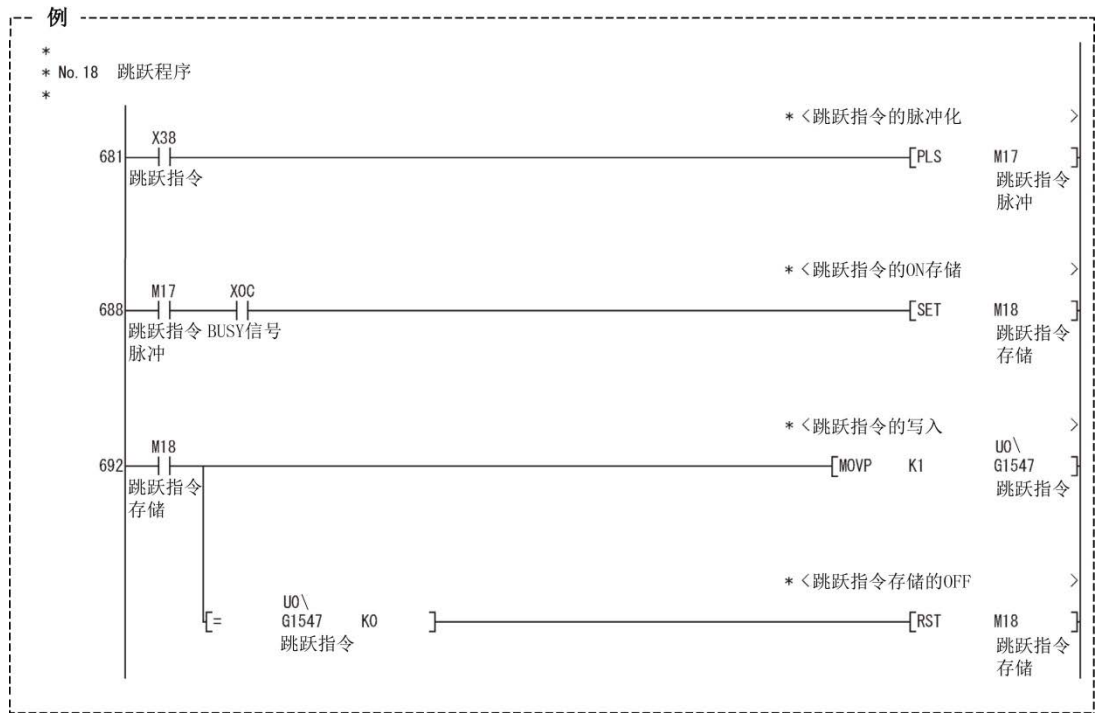 例
*
* No.18 跳跃程序
*
* <跳跃指令的脉冲化 >
X38
681 [PLS M17 ]
跳跃指令 跳跃指令
脉冲
* <跳跃指令的ON存储 >
M17 X0C
688 [SET M18 ]
跳跃指令 BUSY信号 跳跃指令
脉冲 存储
* <跳跃指令的写入 >
M18 U0\
692 [MOVP K1 G1547 ]
跳跃指令 跳跃指令
存储
* <跳跃指令存储的OFF >
U0\
[= G1547 K0 ] [RST M18 ]
跳跃指令 跳跃指令
存储